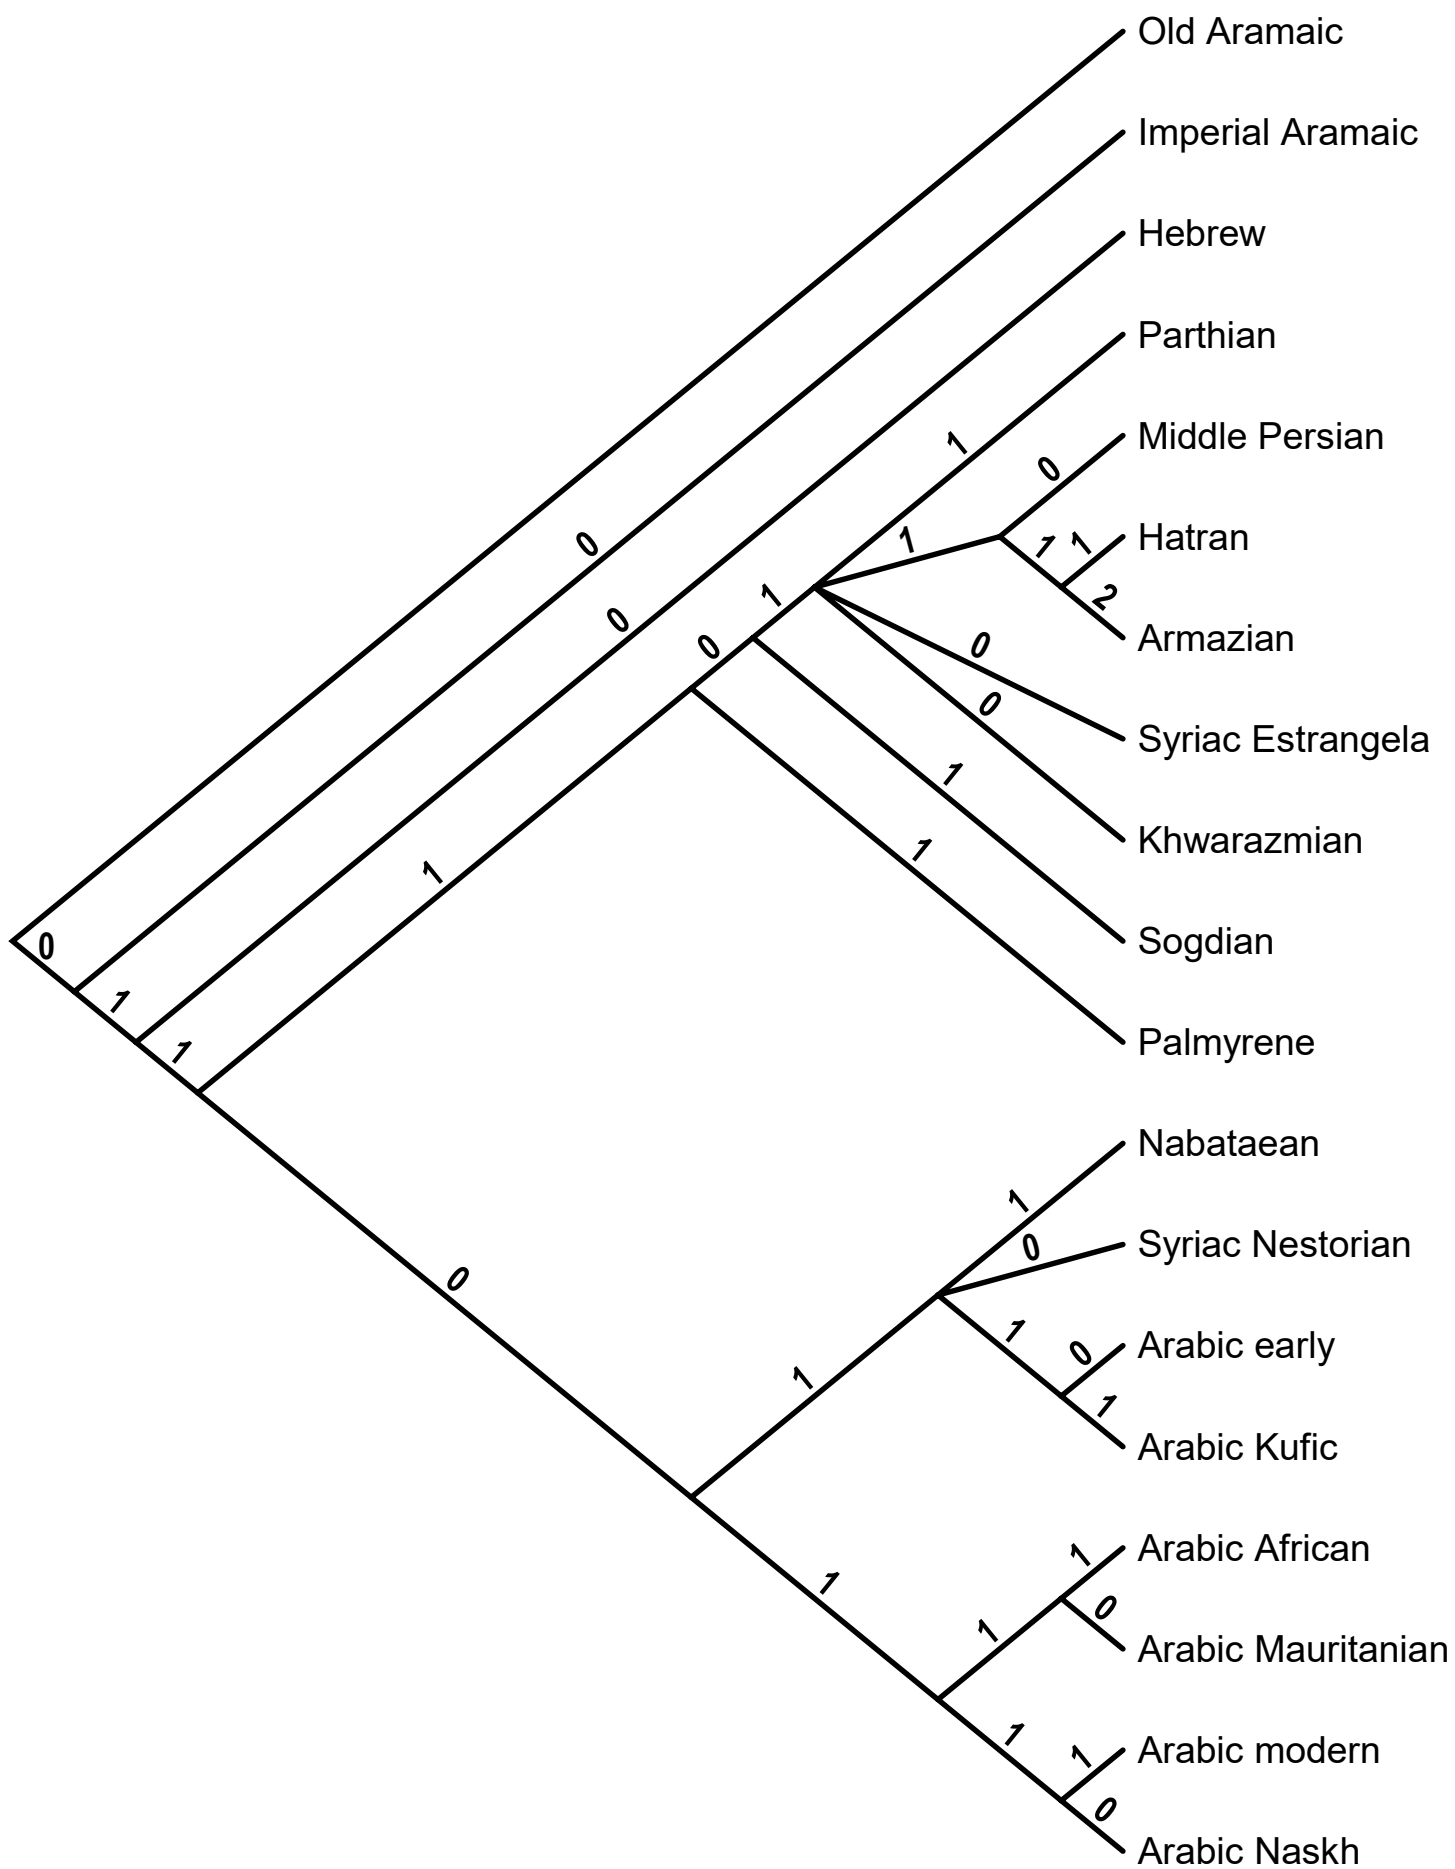 Old Aramaic
Imperial Aramaic
Hebrew
Parthian
1
Middle Persian
0
Hatran
1
1
1
0
Armazian
2
1
0
0
0
Syriac Estrangela
0
Khwarazmian
1
1
1
Sogdian
0
1
Palmyrene
1
Nabataean
1
0
Syriac Nestorian
0
1
Arabic early
0
1
1
Arabic Kufic
Arabic African
1
1
0
1
Arabic Mauritanian
1
Arabic modern
1
0
Arabic Naskh